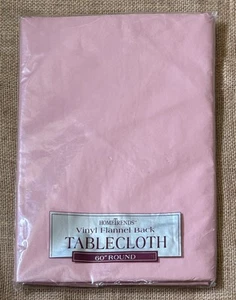 HOMETRENDS
Vinyl Flannel Back
TABLECLOTH
60" ROUND